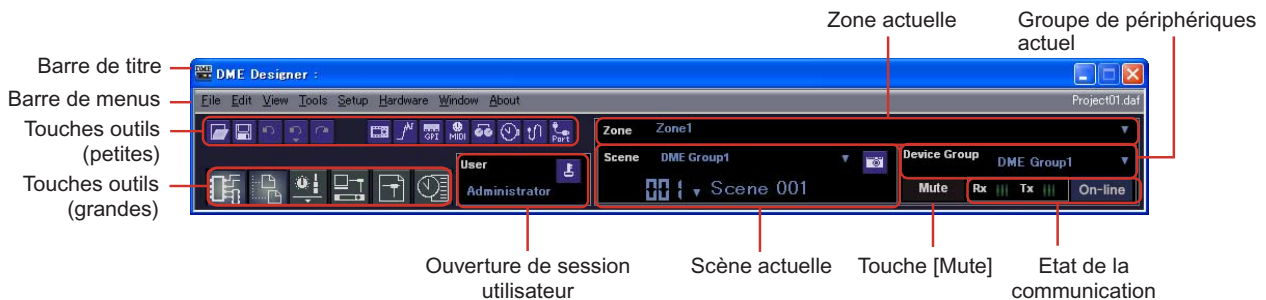 Zone actuelle
Groupe de périphériques
actuel
Barre de titre
DME Designer :
Barre de menus
File Edit View Tools Setup Hardware Window About
Project01.daf
Touches outils
(petites)
GPI
MIDI
Port
Zone
Zone1
Touches outils
(grandes)
User
Administrator
Scene
DME Group1
001
Scene 001
Device Group
DME Group1
Mute
Rx
Tx
On-line
Ouverture de session
utilisateur
Scène actuelle
Touche [Mute]
Etat de la
communication